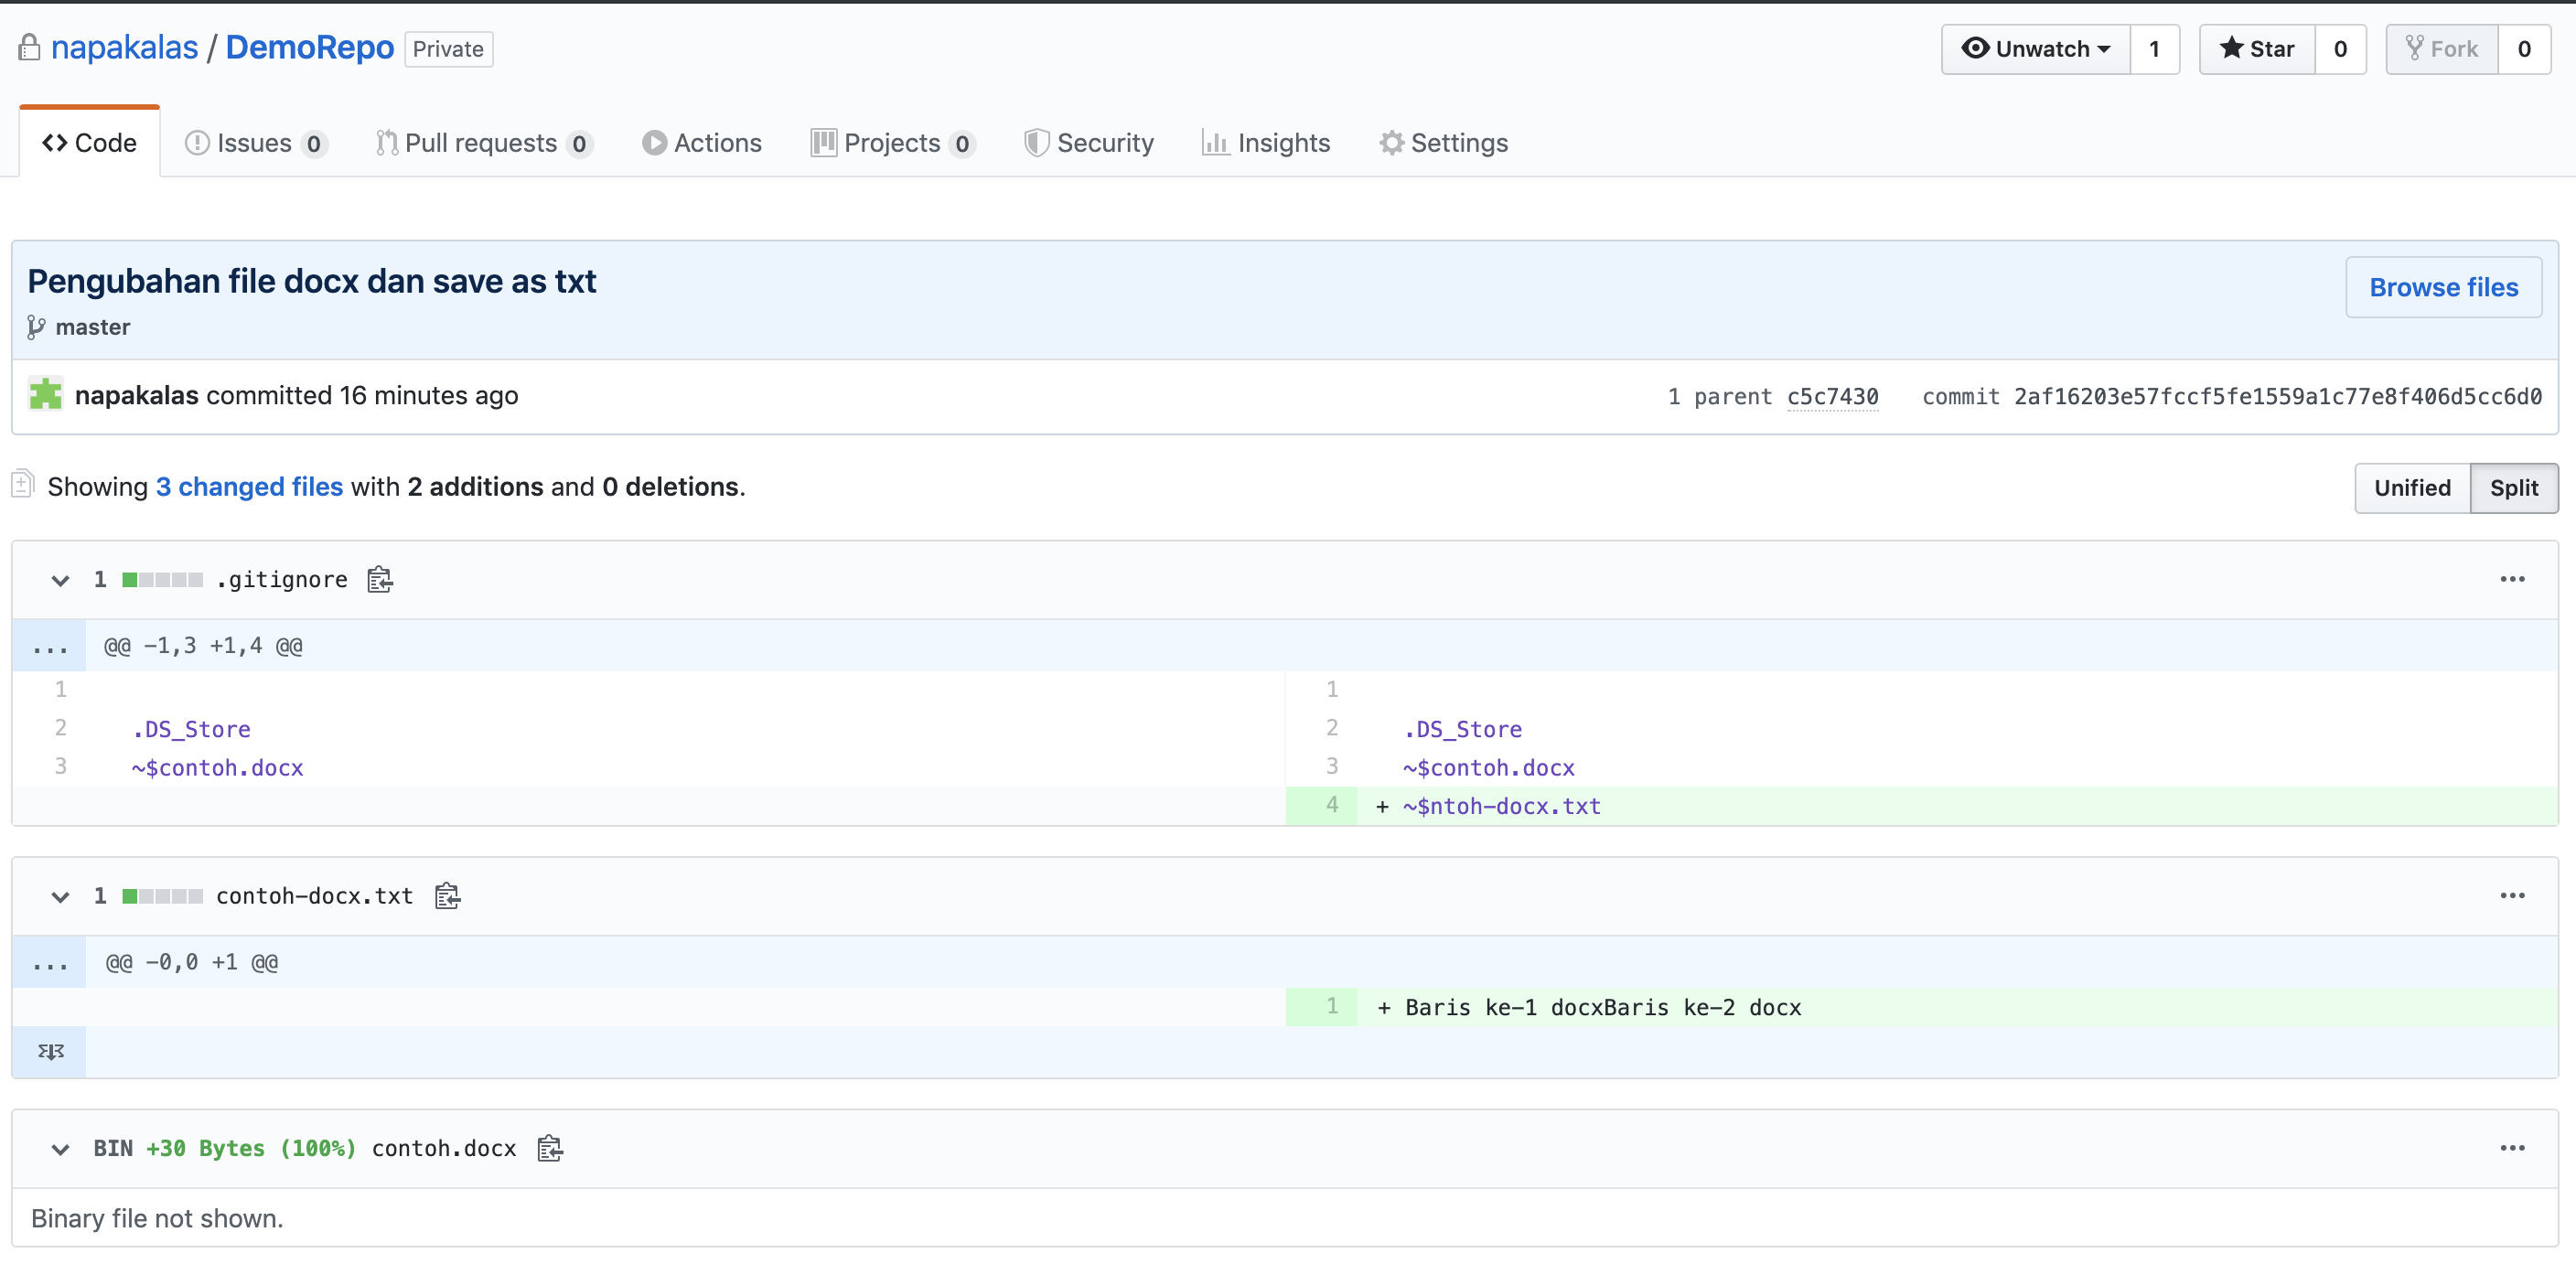 napakalas / DemoRepo Private Unwatch 1 Star 0 Fork 0
Code Issues 0 Pull requests 0 Actions Projects 0 Security Insights Settings
Pengubahan file docx dan save as txt Browse files
master
napakalas committed 16 minutes ago 1 parent c5c7430 commit 2af16203e57fccf5fe1559a1c77e8f406d5cc6d0
Showing 3 changed files with 2 additions and 0 deletions. Unified Split
1 .gitignore ...
... @@ -1,3 +1,4 @@
1 1
2 .DS_Store 2 .DS_Store
3 ~$contoh.docx 3 ~$contoh.docx
4 + ~$ntoh-docx.txt
1 contoh-docx.txt ...
... @@ -0,0 +1 @@
1 + Baris ke-1 docxBaris ke-2 docx
BIN +30 Bytes (100%) contoh.docx ...
Binary file not shown.